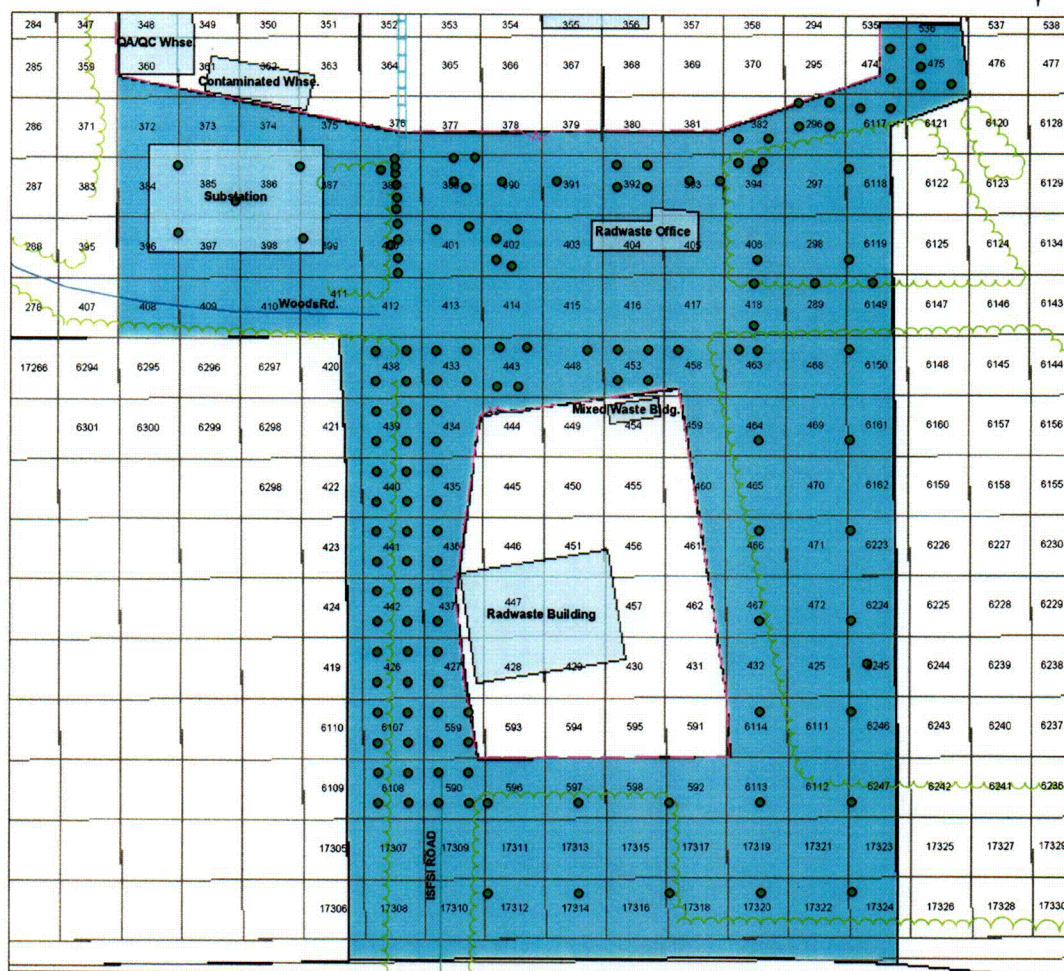 284 347 348 349 350 351 352 353 354 355 356 357 358 294 535 536 537 538
QA/QC Whse.
285 359 360 361 362 363 364 365 366 367 368 369 370 295 474 475 476 477
Contaminated Whse.
286 371 372 373 374 375 376 377 378 379 380 381 382 296 6117 6121 6120 6128
287 383 384 385 386 387 390 391 392 393 394 297 6118 6122 6123 6129
Substation
Radwaste Office
288 395 396 397 398 399 401 402 403 404 405 406 298 6119 6125 6124 6134
411
278 407 408 409 410 412 413 414 415 416 417 418 289 6149 6147 6146 6143
Woods Rd.
17266 6294 6295 6296 6297 420 438 433 443 448 453 458 463 468 6150 6148 6145 6144
Mixed Waste Bldg.
6301 6300 6299 6298 421 439 434 444 449 454 459 464 469 6161 6160 6157 6156
6298 422 440 435 445 450 455 460 465 470 6162 6159 6158 6155
423 441 436 446 451 456 461 466 471 6223 6226 6227 6230
424 442 437 447 457 462 467 472 6224 6225 6228 6229
Radwaste Building
419 426 427 428 429 430 431 432 425 6245 6244 6239 6238
6110 6107 589 593 594 595 591 6114 6111 6246 6243 6240 6237
6109 6108 590 596 597 598 592 6113 6112 6247 6242 6241 6236
17305 17307 17309 17311 17313 17315 17317 17319 17321 17323 17325 17327 17329
ISFSI ROAD
17306 17308 17310 17312 17314 17316 17318 17320 17322 17324 17326 17328 17330